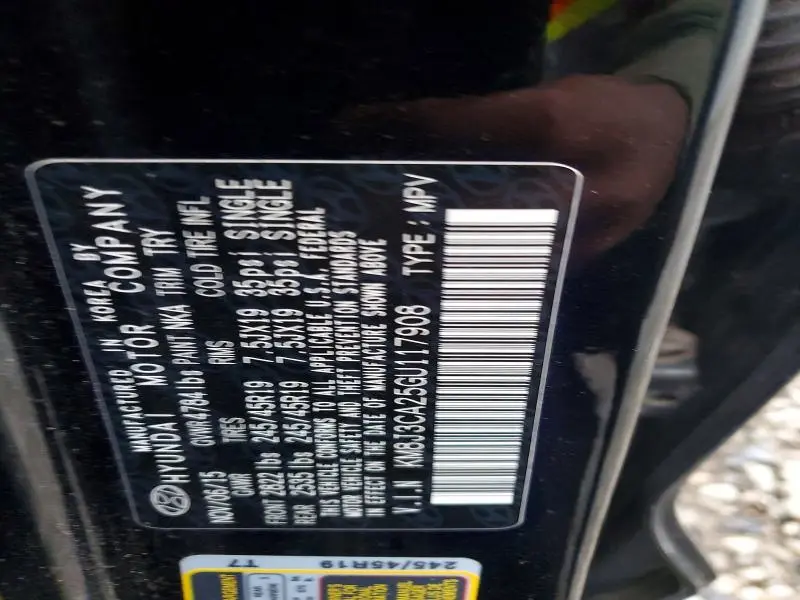 MANUFACTURED IN KOREA BY
HYUNDAI MOTOR COMPANY
NOV/06/15 GVWR 4784lbs PAINT NKA TRIM TRY
GAWR TIRES RMS COLD TIRE INFL
FRONT 2822lbs 245/45R19 7.5JX19 35psi SINGLE
REAR 2535lbs 245/45R19 7.5JX19 35psi SINGLE
THIS VEHICLE CONFORMS TO ALL APPLICABLE U.S.A. FEDERAL
MOTOR VEHICLE SAFETY AND THEFT PREVENTION STANDARDS
IN EFFECT ON THE DATE OF MANUFACTURE SHOWN ABOVE
V.I.N KM8J3CA25GU117908 TYPE : MPV
T7
245/45R19